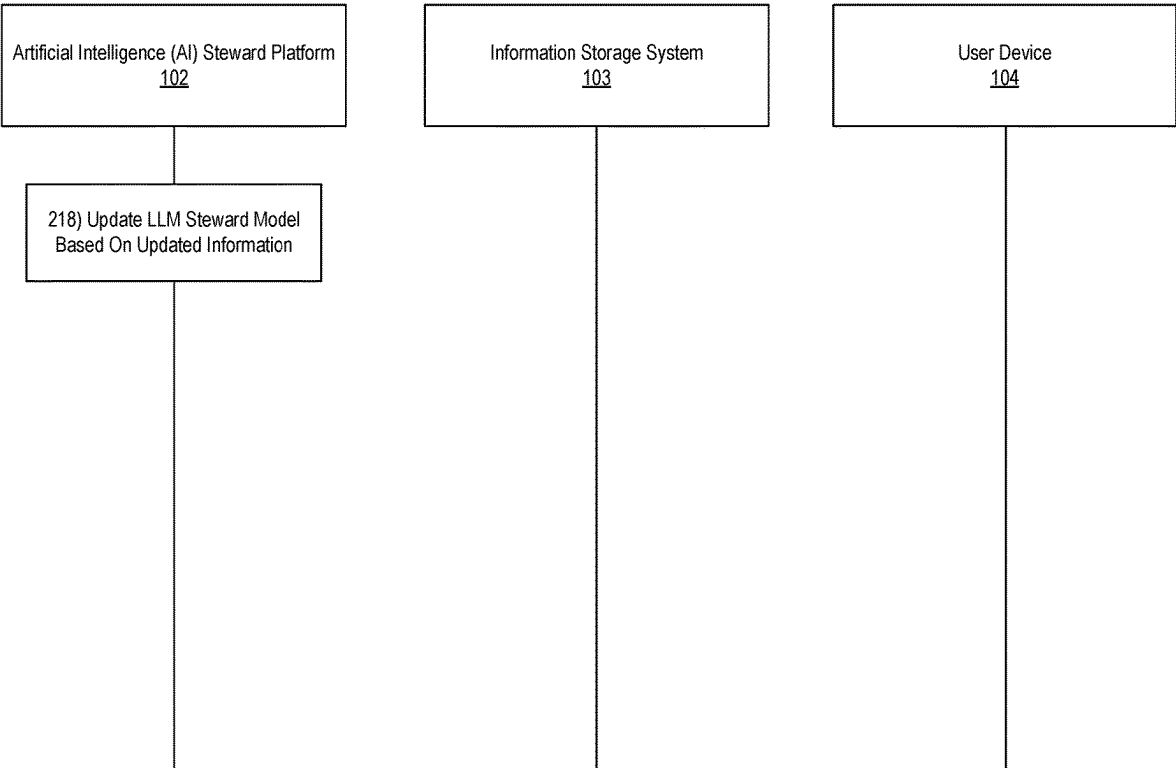 Artificial Intelligence (AI) Steward Platform
102
Information Storage System
103
User Device
104
218) Update LLM Steward Model
Based On Updated Information